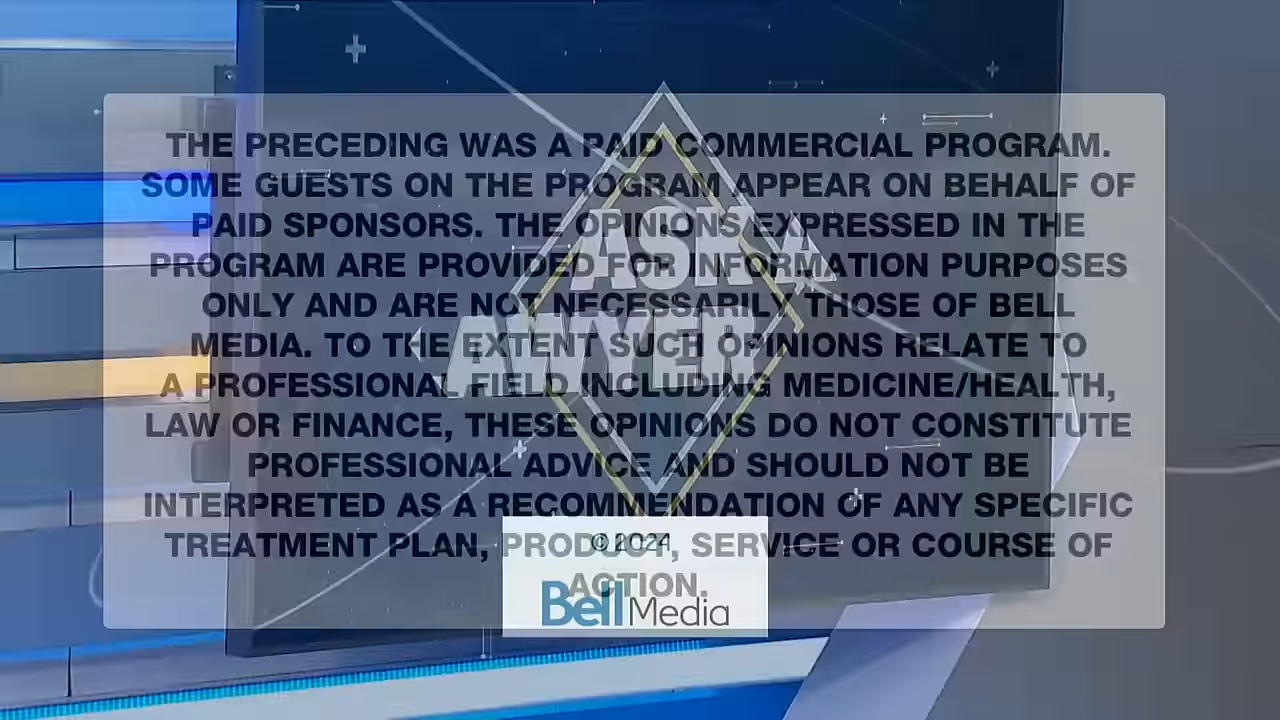 THE PRECEDING WAS A PAID COMMERCIAL PROGRAM.
SOME GUESTS ON THE PROGRAM APPEAR ON BEHALF OF
PAID SPONSORS. THE OPINIONS EXPRESSED IN THE
PROGRAM ARE PROVIDED FOR INFORMATION PURPOSES
ONLY AND ARE NOT NECESSARILY THOSE OF BELL
MEDIA. TO THE EXTENT SUCH OPINIONS RELATE TO
A PROFESSIONAL FIELD INCLUDING MEDICINE/HEALTH,
LAW OR FINANCE, THESE OPINIONS DO NOT CONSTITUTE
PROFESSIONAL ADVICE AND SHOULD NOT BE
INTERPRETED AS A RECOMMENDATION OF ANY SPECIFIC
TREATMENT PLAN, PRODUCT, SERVICE OR COURSE OF
ACTION.
ASK A
LAWYER
©2024
Bell Media